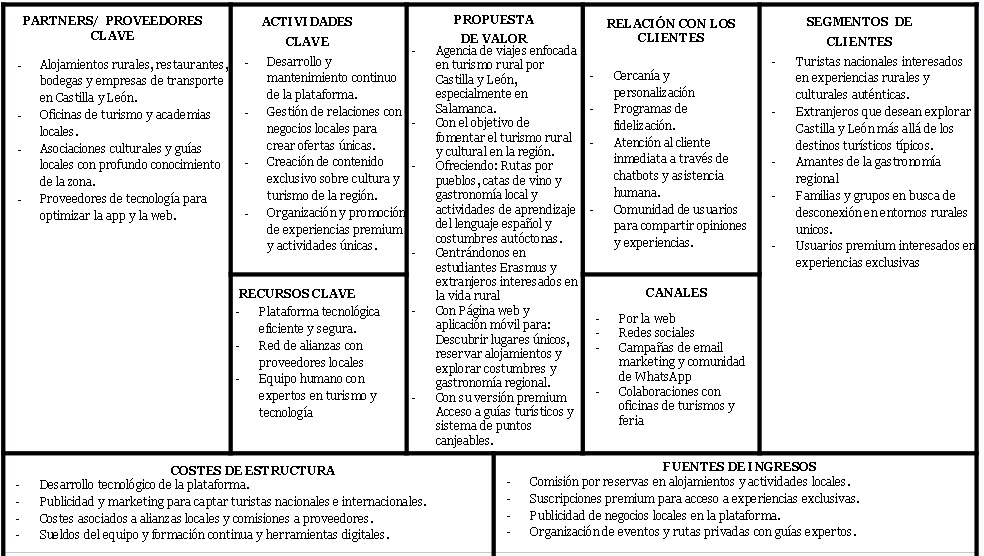 PARTNERS/ PROVEEDORES
CLAVE
- Alojamientos rurales, restaurantes,
bodegas y empresas de transporte
en Castilla y León.
- Oficinas de turismo y academias
locales.
- Asociaciones culturales y guías
locales con profundo conocimiento
de la zona.
- Proveedores de tecnología para
optimizar la app y la web.
ACTIVIDADES
CLAVE
- Desarrollo y
mantenimiento continuo
de la plataforma.
- Gestión de relaciones con
negocios locales para
crear ofertas únicas.
- Creación de contenido
exclusivo sobre cultura y
turismo de la región.
- Organización y promoción
de experiencias premium
y actividades únicas.
RECURSOS CLAVE
- Plataforma tecnológica
eficiente y segura.
- Red de alianzas con
proveedores locales
- Equipo humano con
expertos en turismo y
tecnología
PROPUESTA
DE VALOR
- Agencia de viajes enfocada
en turismo rural por
Castilla y León,
especialmente en
Salamanca.
- Con el objetivo de
fomentar el turismo rural
y cultural en la región.
- Ofreciendo: Rutas por
pueblos, catas de vino y
gastronomía local y
actividades de aprendizaje
del lenguaje español y
costumbres autóctonas.
- Centrándonos en
estudiantes Erasmus y
extranjeros interesados en
la vida rural
- Con Página web y
aplicación móvil para:
Descubrir lugares únicos,
reservar alojamientos y
explorar costumbres y
gastronomía regional.
- Con su versión premium
Acceso a guías turísticos y
sistema de puntos
canjeables.
RELACIÓN CON LOS
CLIENTES
- Cercanía y
personalización
- Programas de
fidelización.
- Atención al cliente
inmediata a través de
chatbots y asistencia
humana.
- Comunidad de usuarios
para compartir opiniones
y experiencias.
CANALES
- Por la web
- Redes sociales
- Campañas de email
marketing y comunidad
de WhatsApp
- Colaboraciones con
oficinas de turismos y
feria
SEGMENTOS DE
CLIENTES
- Turistas nacionales interesados
en experiencias rurales y
culturales auténticas.
- Extranjeros que desean explorar
Castilla y León más allá de los
destinos turísticos típicos.
- Amantes de la gastronomía
regional
- Familias y grupos en busca de
desconexión en entornos rurales
unicos.
- Usuarios premium interesados en
experiencias exclusivas
COSTES DE ESTRUCTURA
- Desarrollo tecnológico de la plataforma.
- Publicidad y marketing para captar turistas nacionales e internacionales.
- Costes asociados a alianzas locales y comisiones a proveedores.
- Sueldos del equipo y formación continua y herramientas digitales.
FUENTES DE INGRESOS
- Comisión por reservas en alojamientos y actividades locales.
- Suscripciones premium para acceso a experiencias exclusivas.
- Publicidad de negocios locales en la plataforma.
- Organización de eventos y rutas privadas con guías expertos.